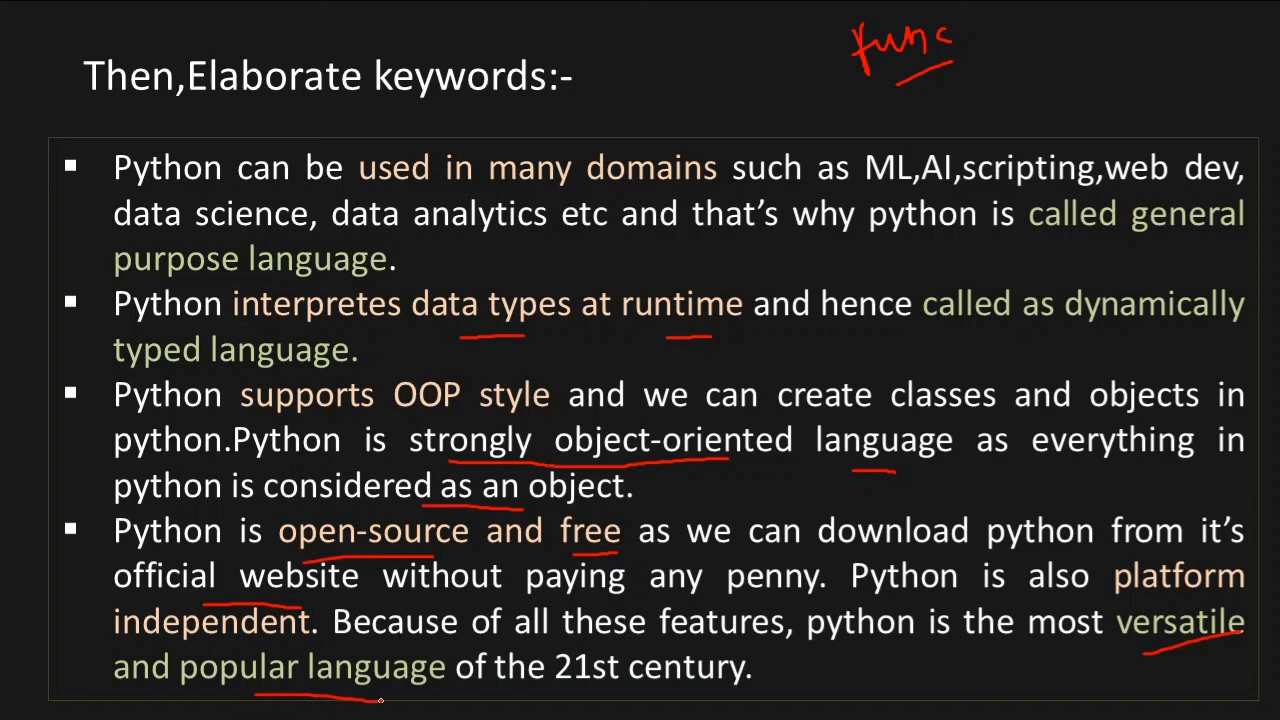 func
Then,Elaborate keywords:-
▪ Python can be used in many domains such as ML,AI,scripting,web dev,
data science, data analytics etc and that’s why python is called general
purpose language.
▪ Python interpretes data types at runtime and hence called as dynamically
typed language.
▪ Python supports OOP style and we can create classes and objects in
python.Python is strongly object-oriented language as everything in
python is considered as an object.
▪ Python is open-source and free as we can download python from it’s
official website without paying any penny. Python is also platform
independent. Because of all these features, python is the most versatile
and popular language of the 21st century.